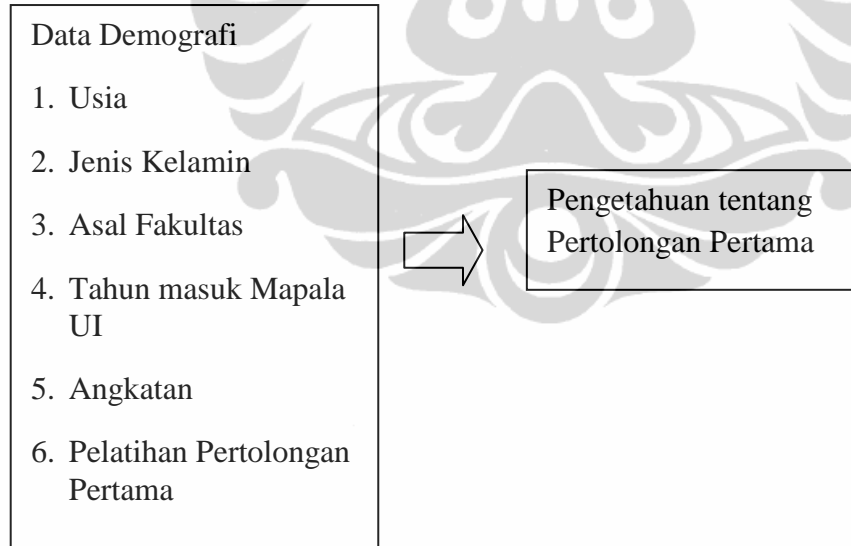 Data Demografi
1. Usia
2. Jenis Kelamin
3. Asal Fakultas
4. Tahun masuk Mapala
UI
5. Angkatan
6. Pelatihan Pertolongan
Pertama
Pengetahuan tentang
Pertolongan Pertama